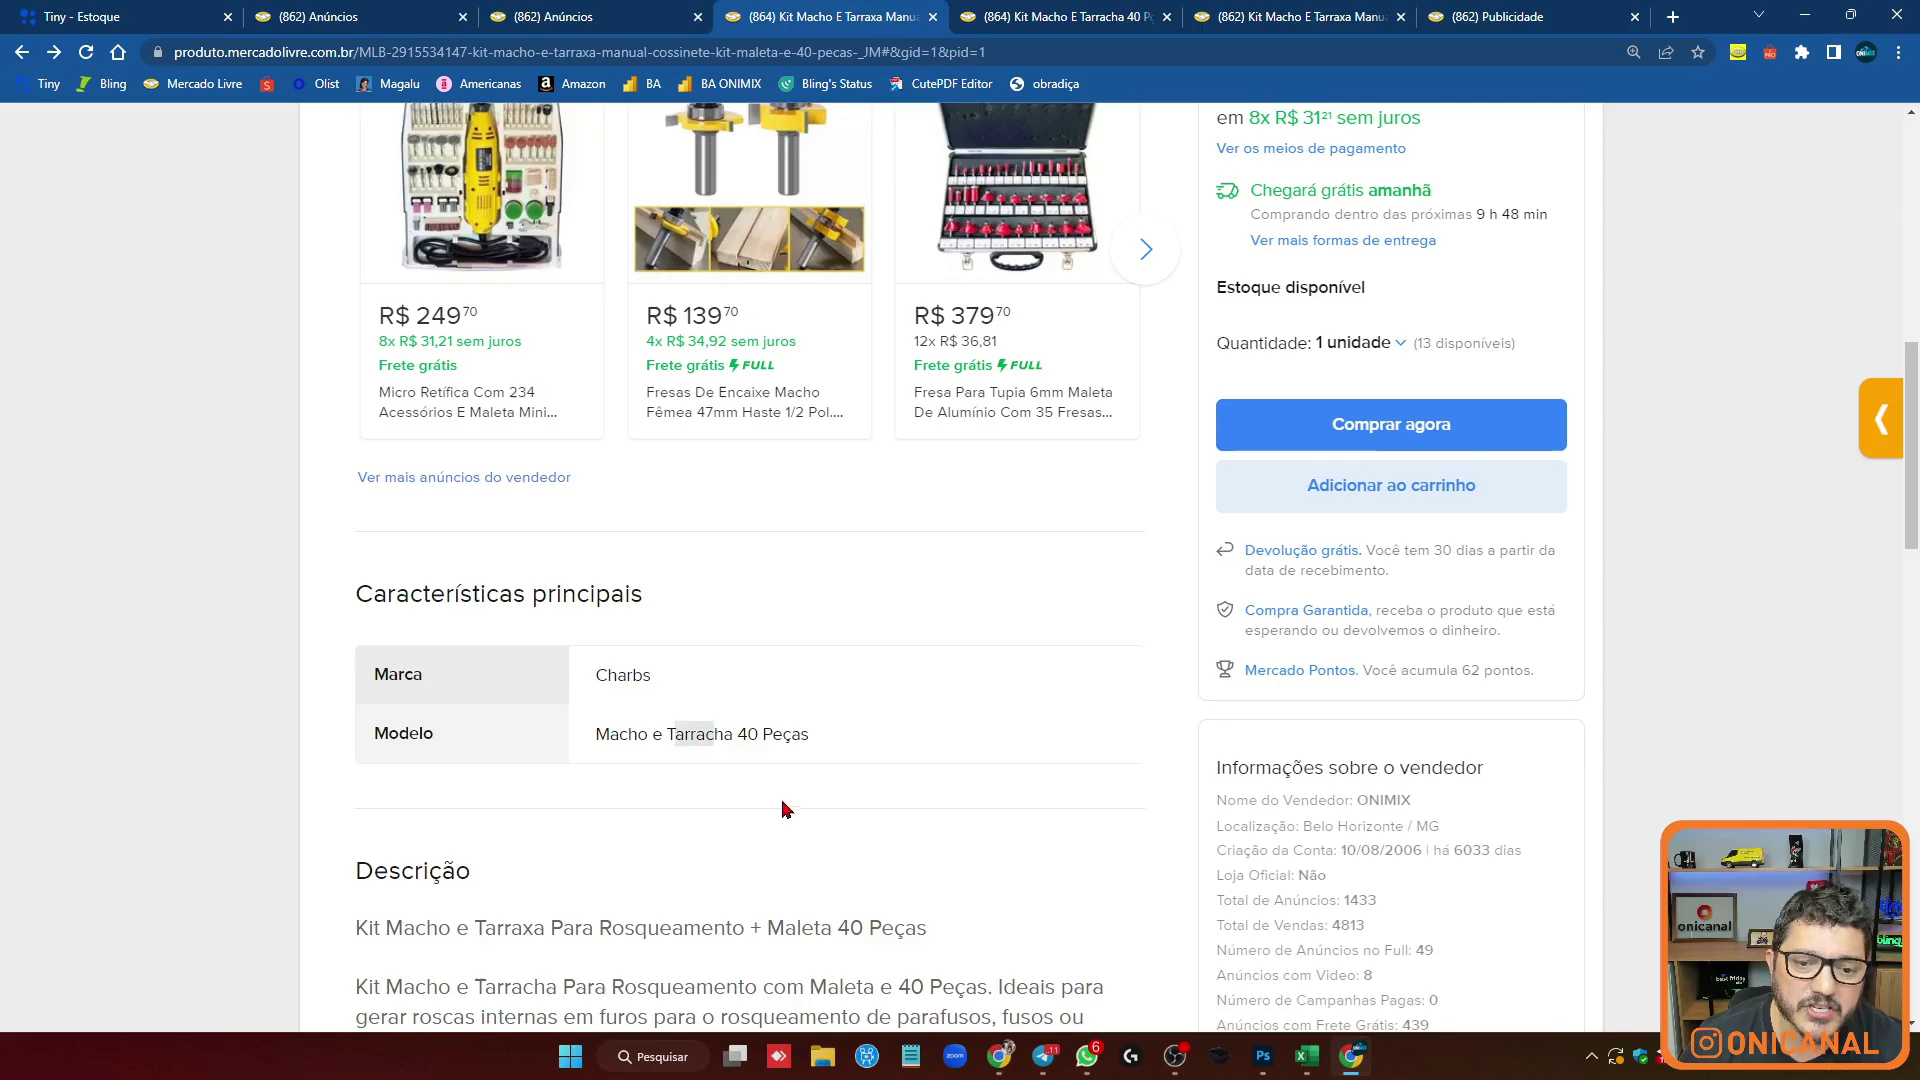 Tiny - Estoque
(862) Anúncios
(862) Anúncios
(864) Kit Macho E Tarraxa Manu
(864) Kit Macho E Tarracha 40 P
(862) Kit Macho E Tarraxa Manu
(862) Publicidade
produto.mercadolivre.com.br/MLB-2915534147-kit-macho-e-tarraxa-manual-cossinete-kit-maleta-e-40-pecas-_JM#&gid=1&pid=1
Tiny
Bling
Mercado Livre
Olist
Magalu
Americanas
Amazon
BA
BA ONIMIX
Bling's Status
CutePDF Editor
obradiça
R$ 249 70
8x R$ 31,21 sem juros
Frete grátis
Micro Retífica Com 234
Acessórios E Maleta Mini...
R$ 139 70
4x R$ 34,92 sem juros
Frete grátis FULL
Fresas De Encaixe Macho
Fêmea 47mm Haste 1/2 Pol....
R$ 379 70
12x R$ 36,81
Frete grátis FULL
Fresa Para Tupia 6mm Maleta
De Alumínio Com 35 Fresas...
Ver mais anúncios do vendedor
Características principais
Marca
Charbs
Modelo
Macho e Tarracha 40 Peças
Descrição
Kit Macho e Tarraxa Para Rosqueamento + Maleta 40 Peças
Kit Macho e Tarracha Para Rosqueamento com Maleta e 40 Peças. Ideais para
gerar roscas internas em furos para o rosqueamento de parafusos, fusos ou
em 8x R$ 31 21 sem juros
Ver os meios de pagamento
Chegará grátis amanhã
Comprando dentro das próximas 9 h 48 min
Ver mais formas de entrega
Estoque disponível
Quantidade: 1 unidade (13 disponíveis)
Comprar agora
Adicionar ao carrinho
Devolução grátis. Você tem 30 dias a partir da
data de recebimento.
Compra Garantida, receba o produto que está
esperando ou devolvemos o dinheiro.
Mercado Pontos. Você acumula 62 pontos.
Informações sobre o vendedor
Nome do Vendedor: ONIMIX
Localização: Belo Horizonte / MG
Criação da Conta: 10/08/2006 | há 6033 dias
Loja Oficial: Não
Total de Anúncios: 1433
Total de Vendas: 4813
Número de Anúncios no Full: 49
Anúncios com Video: 8
Número de Campanhas Pagas: 0
Anúncios com Frete Grátis: 439
onicanal
bling
ONICANAL
Pesquisar
zoom
11
6
Ps